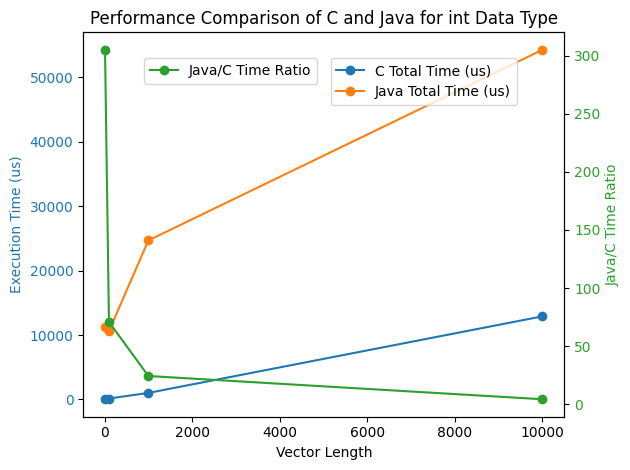 Performance Comparison of C and Java for int Data Type
Java/C Time Ratio
C Total Time (us)
Java Total Time (us)
Execution Time (us)
50000
40000
30000
20000
10000
0
300
250
200
150
100
50
0
Java/C Time Ratio
0 2000 4000 6000 8000 10000
Vector Length